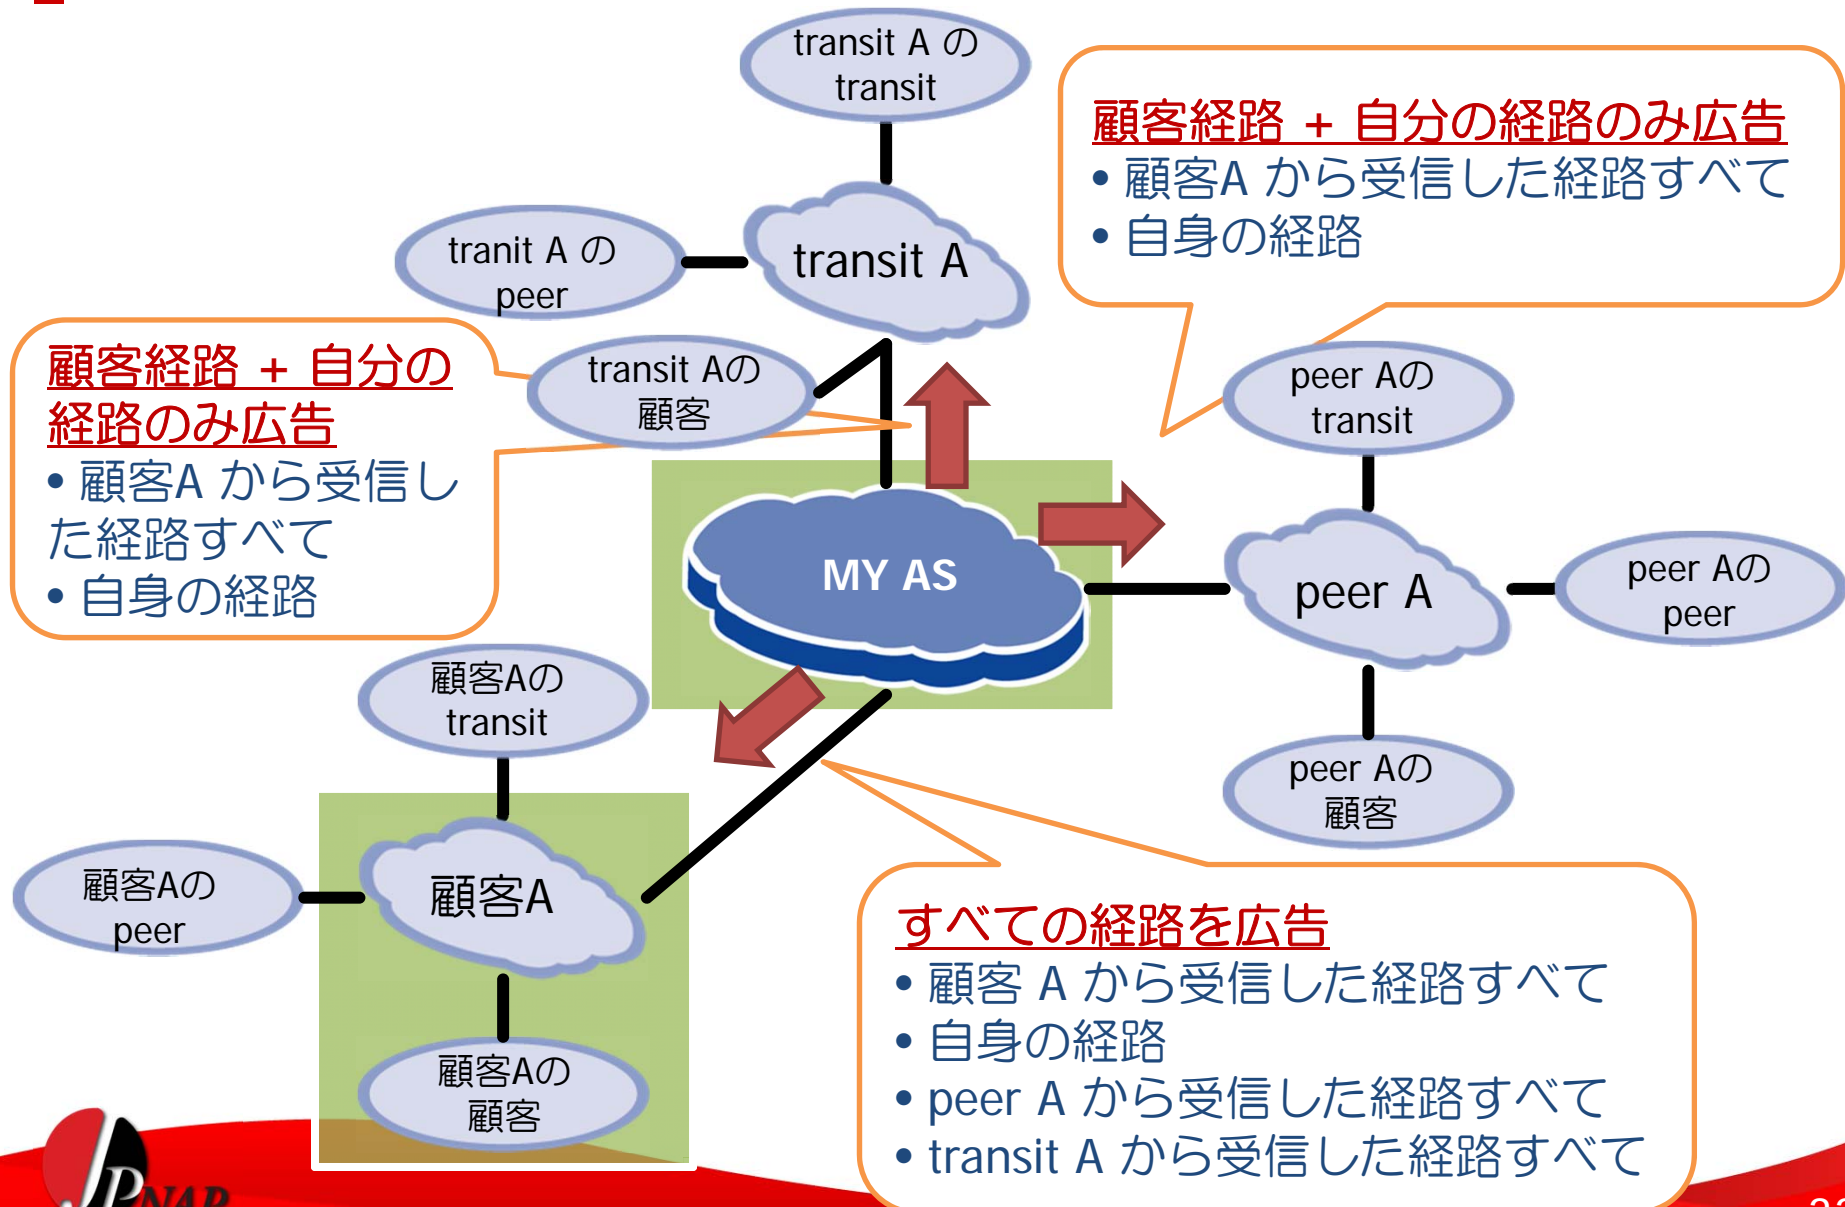 transit A の
transit
顧客経路 + 自分の経路のみ広告
• 顧客A から受信した経路すべて
• 自身の経路
tranit A の
peer
transit A
顧客経路 + 自分の
経路のみ広告
• 顧客A から受信し
た経路すべて
• 自身の経路
transit Aの
顧客
peer Aの
transit
MY AS
peer A
peer Aの
peer
顧客Aの
transit
peer Aの
顧客
顧客Aの
peer
顧客A
顧客Aの
顧客
すべての経路を広告
• 顧客 A から受信した経路すべて
• 自身の経路
• peer A から受信した経路すべて
• transit A から受信した経路すべて
JPNAP